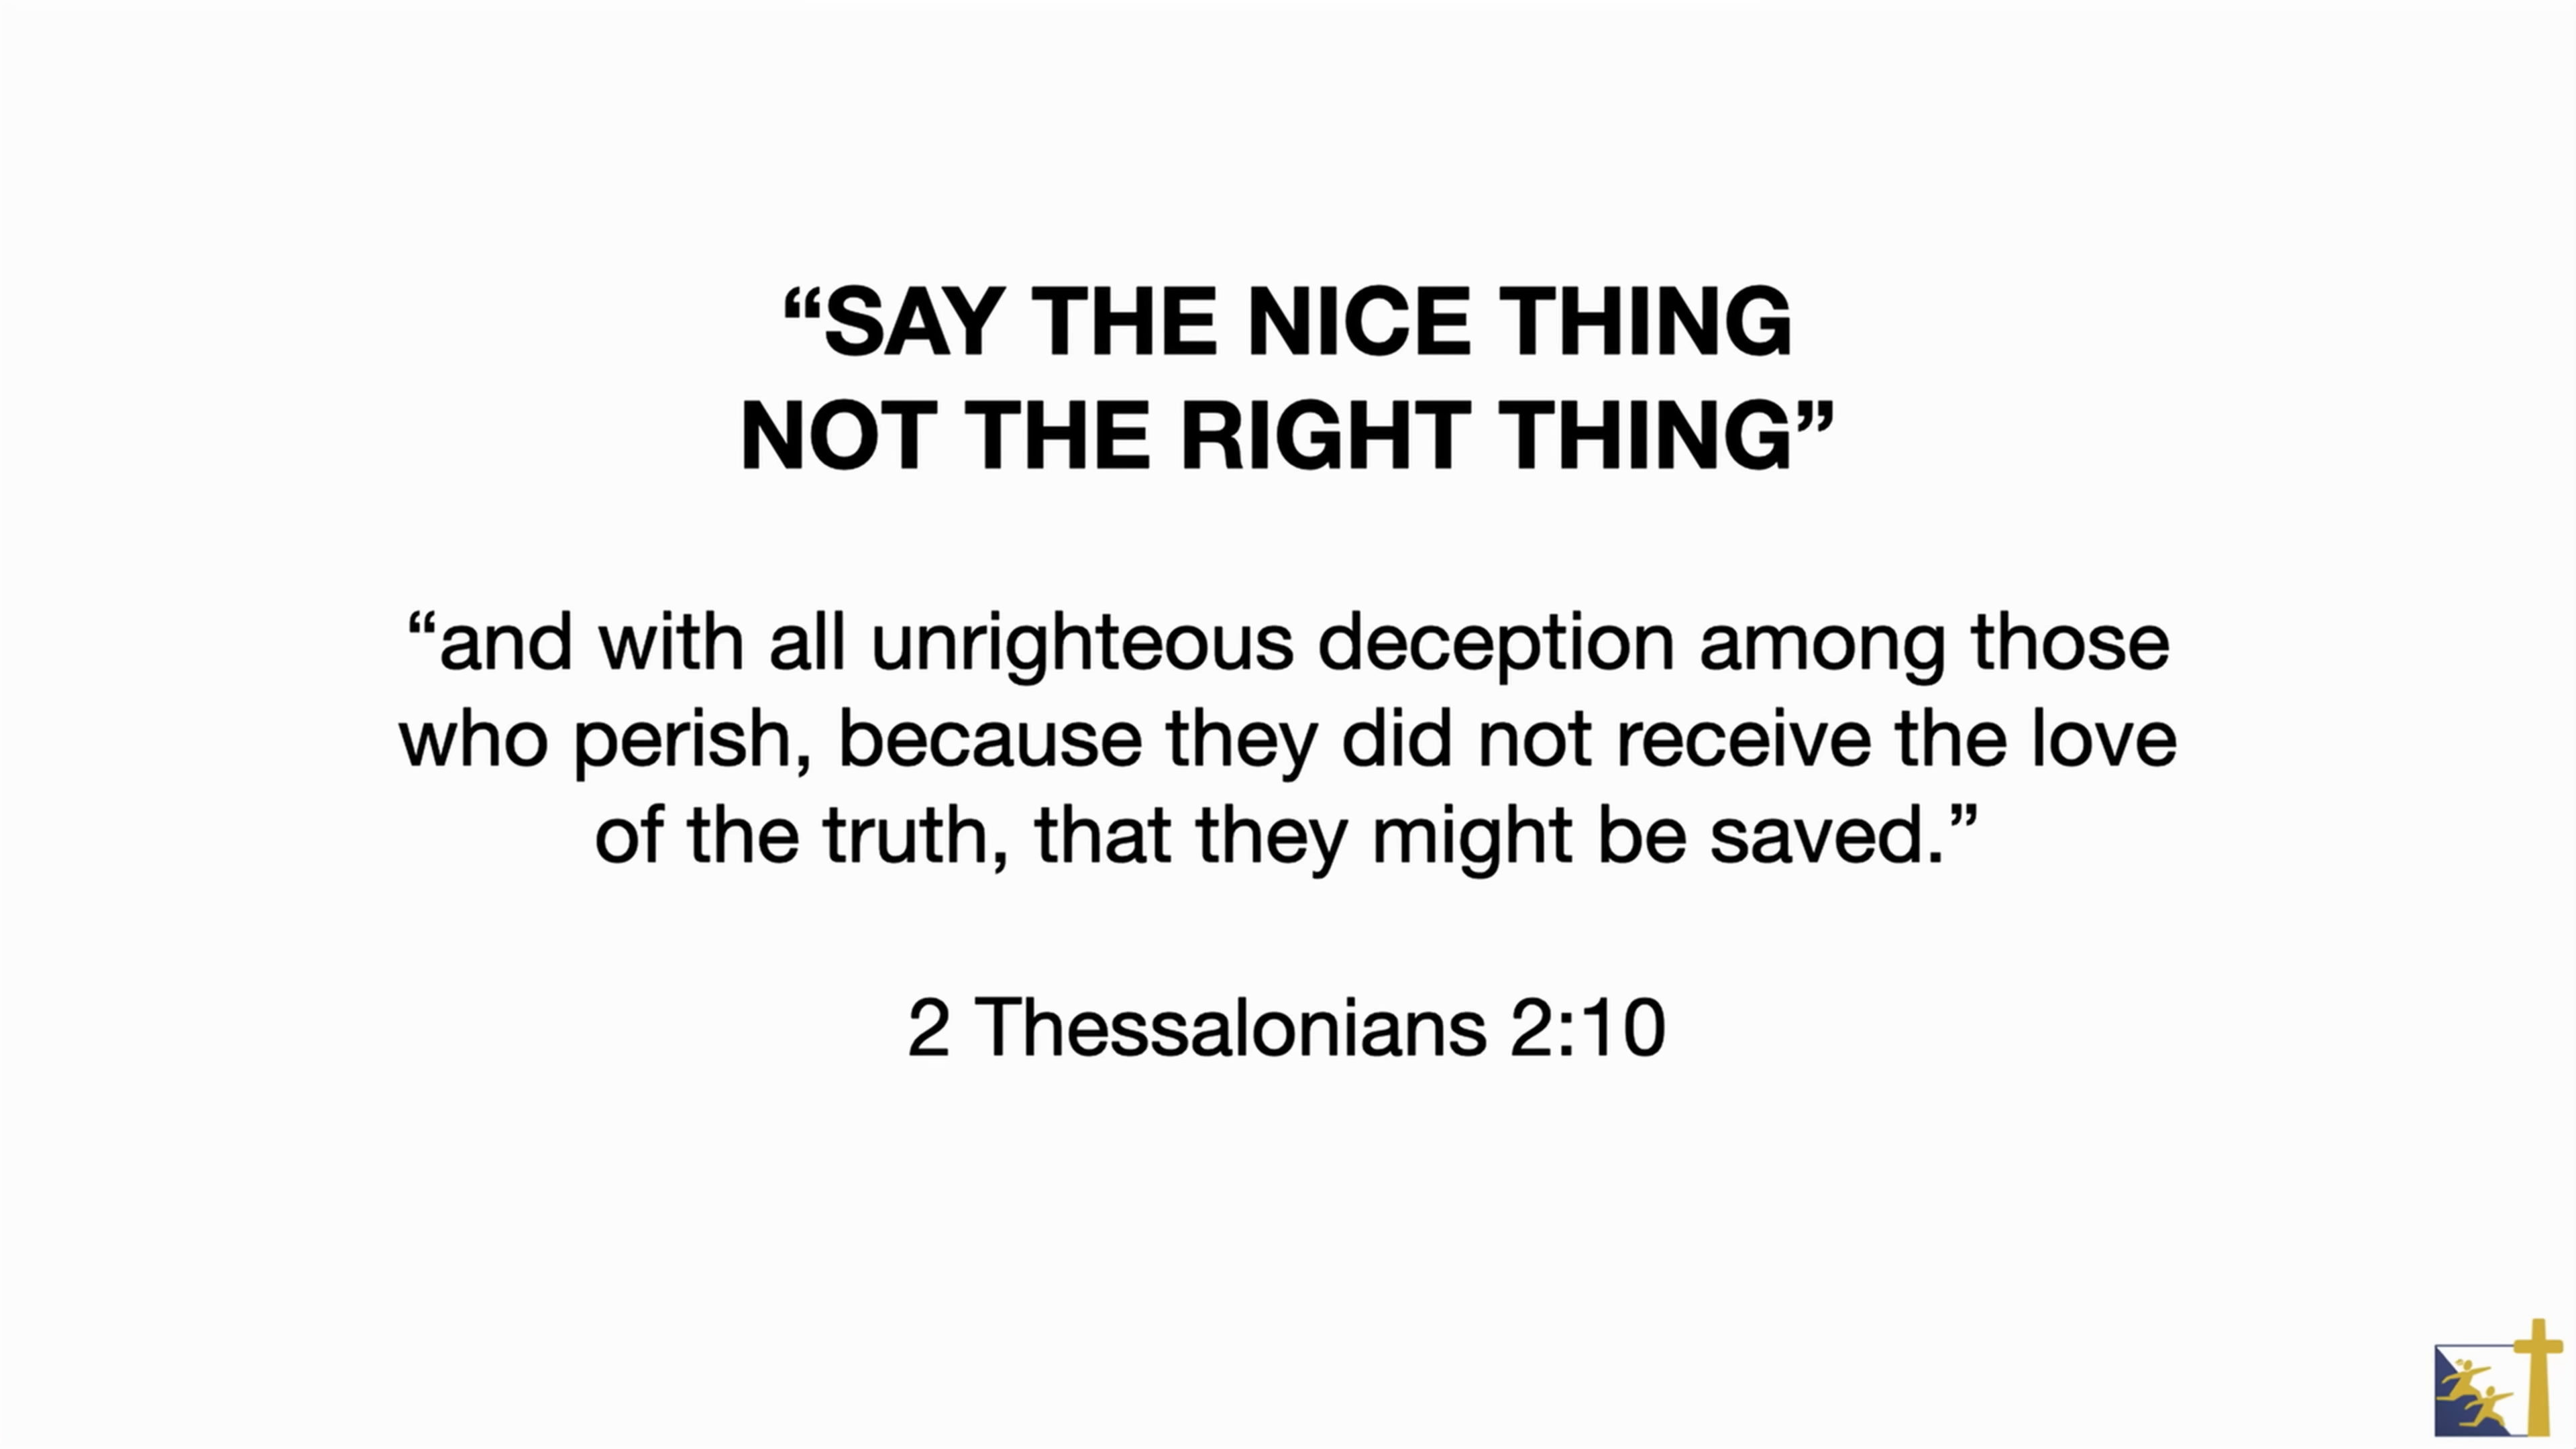 “SAY THE NICE THING
NOT THE RIGHT THING”
“and with all unrighteous deception among those
who perish, because they did not receive the love
of the truth, that they might be saved.”
2 Thessalonians 2:10